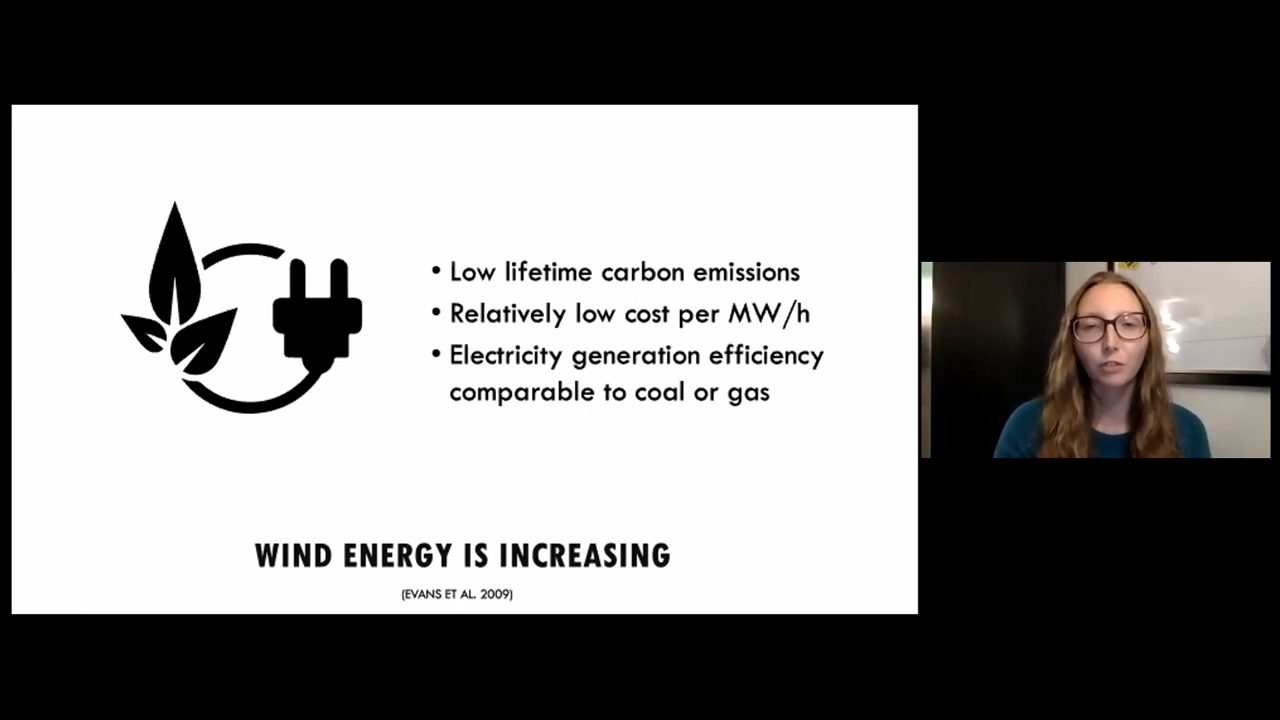 • Low lifetime carbon emissions
• Relatively low cost per MW/h
• Electricity generation efficiency
comparable to coal or gas
WIND ENERGY IS INCREASING
(EVANS ET AL. 2009)